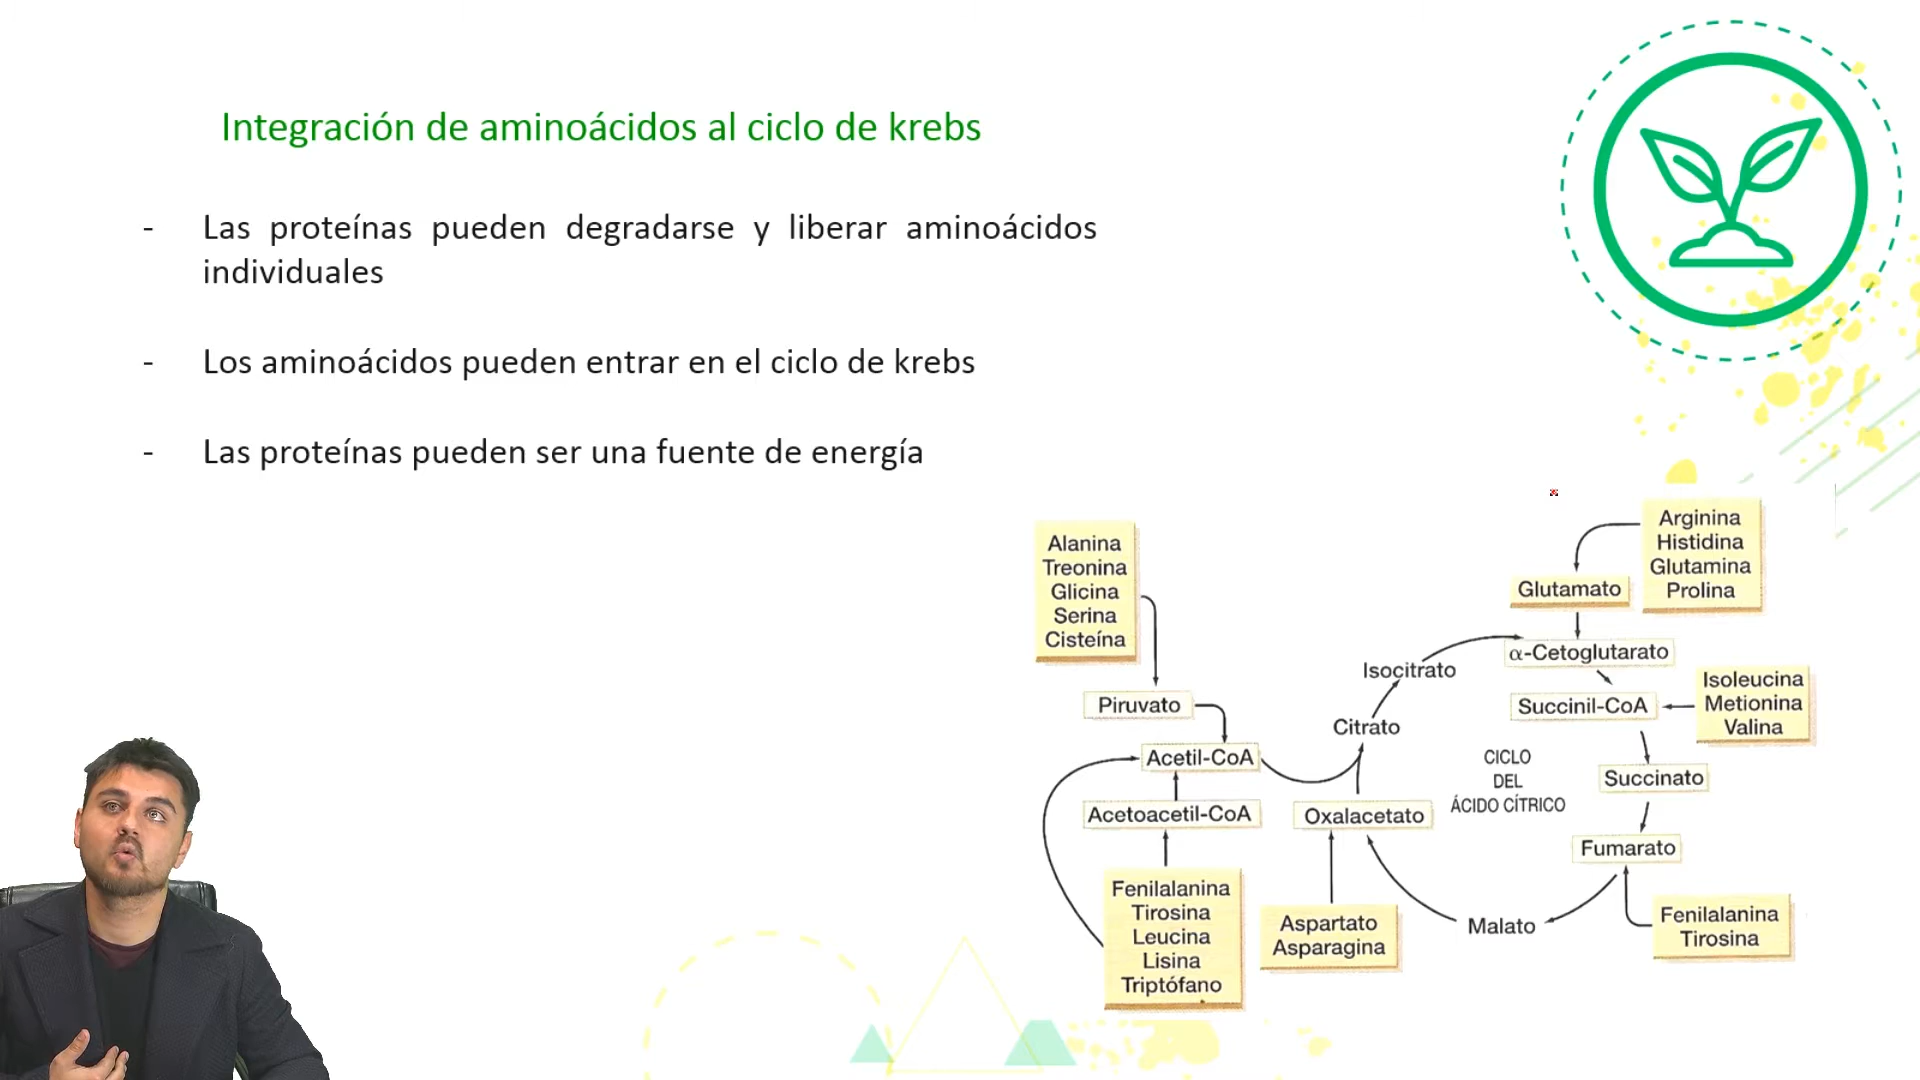 Integración de aminoácidos al ciclo de krebs
- Las proteínas pueden degradarse y liberar aminoácidos
individuales
- Los aminoácidos pueden entrar en el ciclo de krebs
- Las proteínas pueden ser una fuente de energía
Alanina
Treonina
Glicina
Serina
Cisteína
Piruvato
Acetil-CoA
Acetoacetil-CoA
Fenilalanina
Tirosina
Leucina
Lisina
Triptófano
Arginina
Histidina
Glutamina
Prolina
Glutamato
α-Cetoglutarato
Isocitrato
Citrato
Succinil-CoA
Isoleucina
Metionina
Valina
CICLO
DEL
ÁCIDO CÍTRICO
Succinato
Oxalacetato
Fumarato
Aspartato
Asparagina
Malato
Fenilalanina
Tirosina